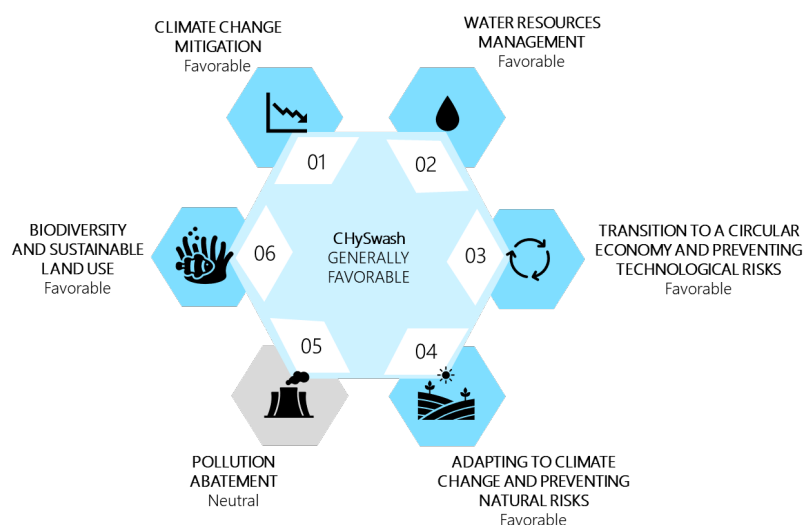 CLIMATE CHANGE
MITIGATION
Favorable
WATER RESOURCES
MANAGEMENT
Favorable
01
02
BIODIVERSITY
AND SUSTAINABLE
LAND USE
Favorable
06
CHySwash
GENERALLY
FAVORABLE
03
TRANSITION TO A CIRCULAR
ECONOMY AND PREVENTING
TECHNOLOGICAL RISKS
Favorable
05
04
POLLUTION
ABATEMENT
Neutral
ADAPTING TO CLIMATE
CHANGE AND PREVENTING
NATURAL RISKS
Favorable